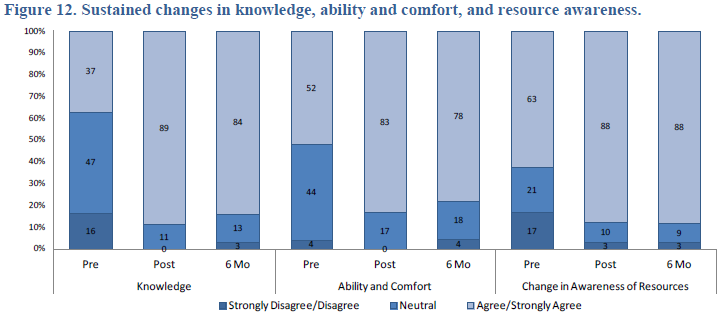 Figure 12. Sustained changes in knowledge, ability and comfort, and resource awareness.
100%
90%
80%
70%
60%
50%
40%
30%
20%
10%
0%
37 52 63
89 83 84 78 88 88
47 44 21
16 11 13 4 17 18 17 10 9
0 3 0 4 3 3
Pre Post 6 Mo Pre Post 6 Mo Pre Post 6 Mo
Knowledge Ability and Comfort Change in Awareness of Resources
Strongly Disagree/Disagree Neutral Agree/Strongly Agree